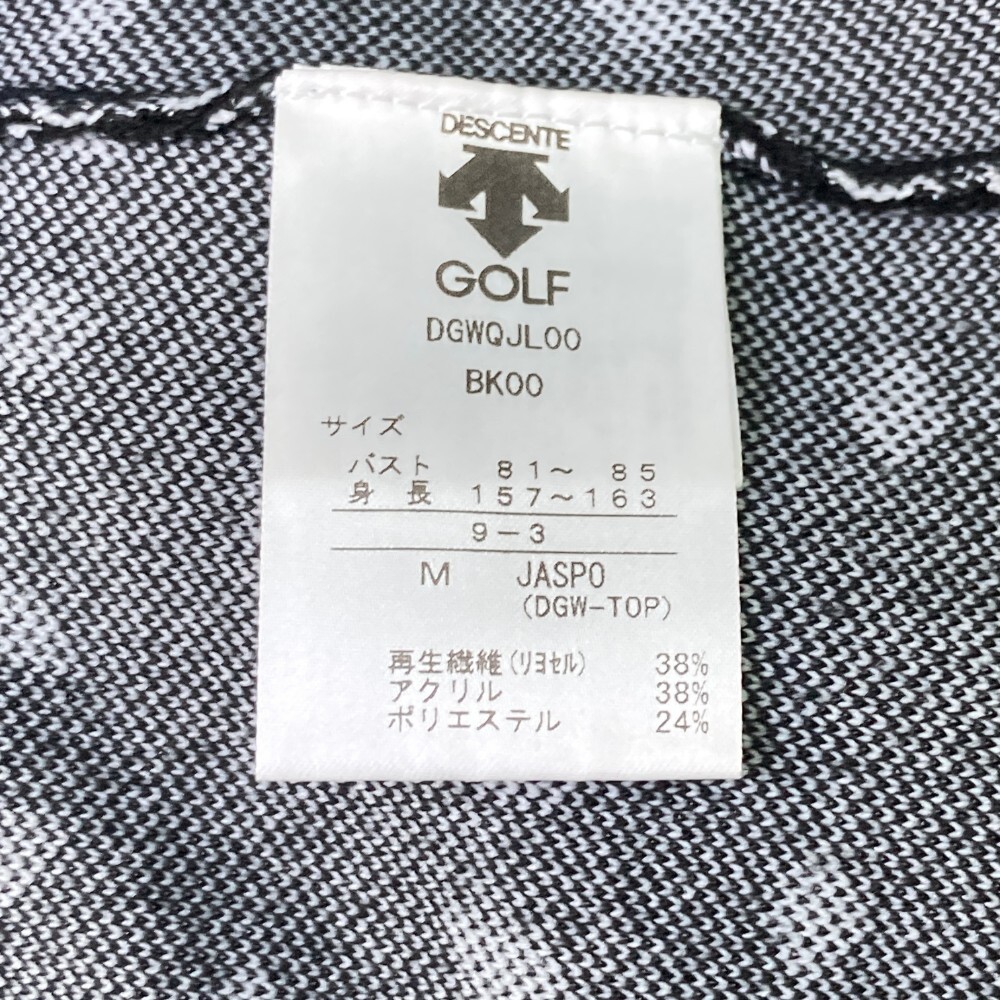 DESCENTE
GOLF
DGWQJL00
BK00
サイズ
バスト 81〜 85
身 長 157〜163
9-3
M JASPO
(DGW-TOP)
再生繊維(リヨセル) 38%
アクリル 38%
ポリエステル 24%